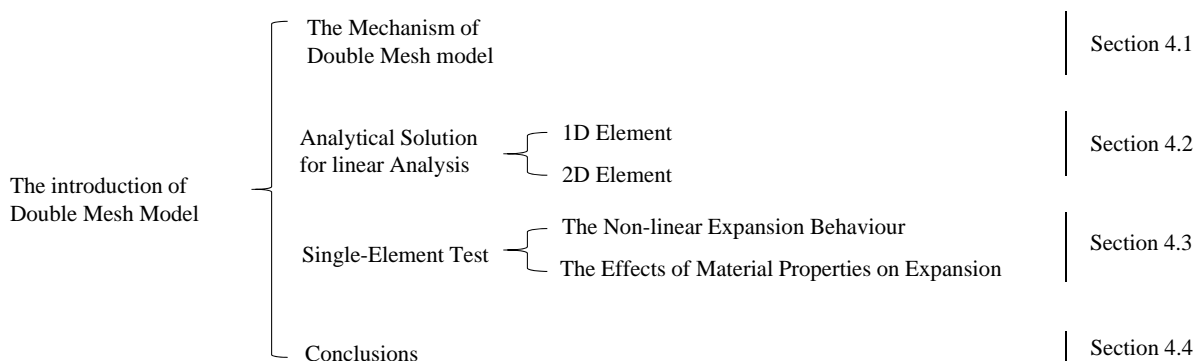 The Mechanism of
Double Mesh model
Section 4.1
Analytical Solution
for linear Analysis
1D Element
2D Element
Section 4.2
The introduction of
Double Mesh Model
Single-Element Test
The Non-linear Expansion Behaviour
The Effects of Material Properties on Expansion
Section 4.3
Conclusions
Section 4.4